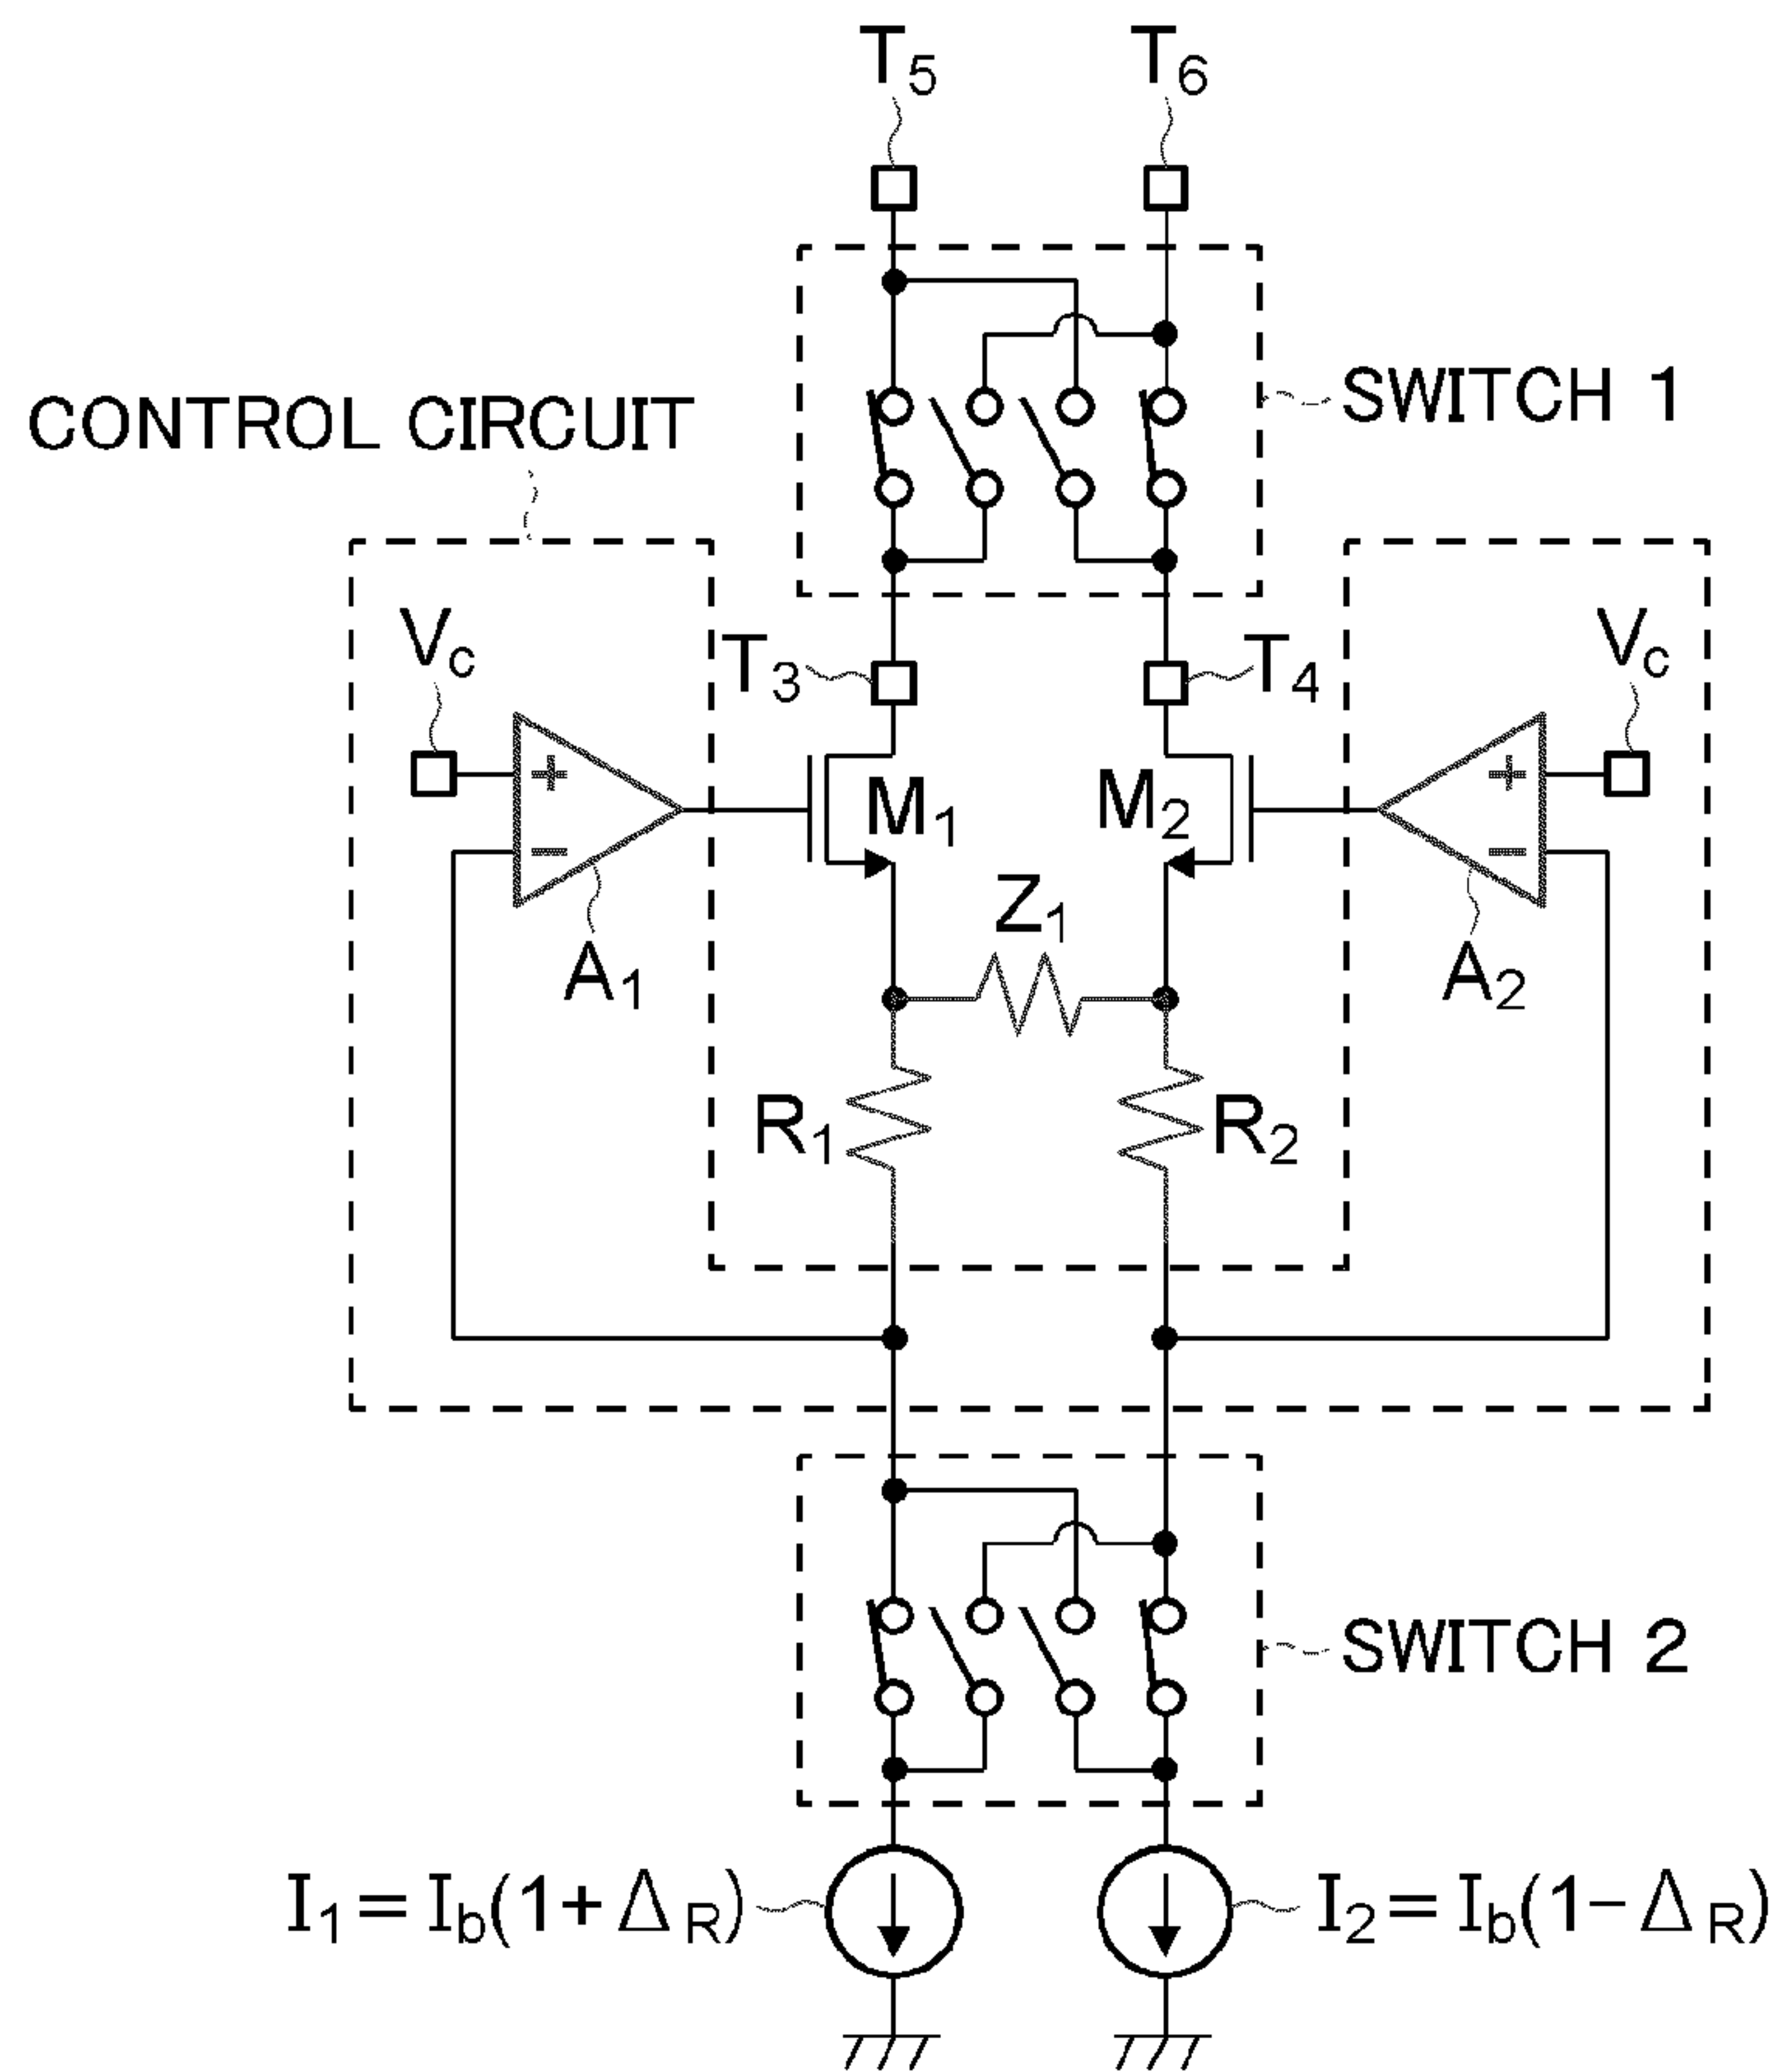 T5 T6
SWITCH 1
CONTROL CIRCUIT
Vc Vc
T3 T4
+ M1 M2 +
− −
Z1
A1 A2
R1 R2
SWITCH 2
I1=Ib(1+ΔR) I2=Ib(1−ΔR)